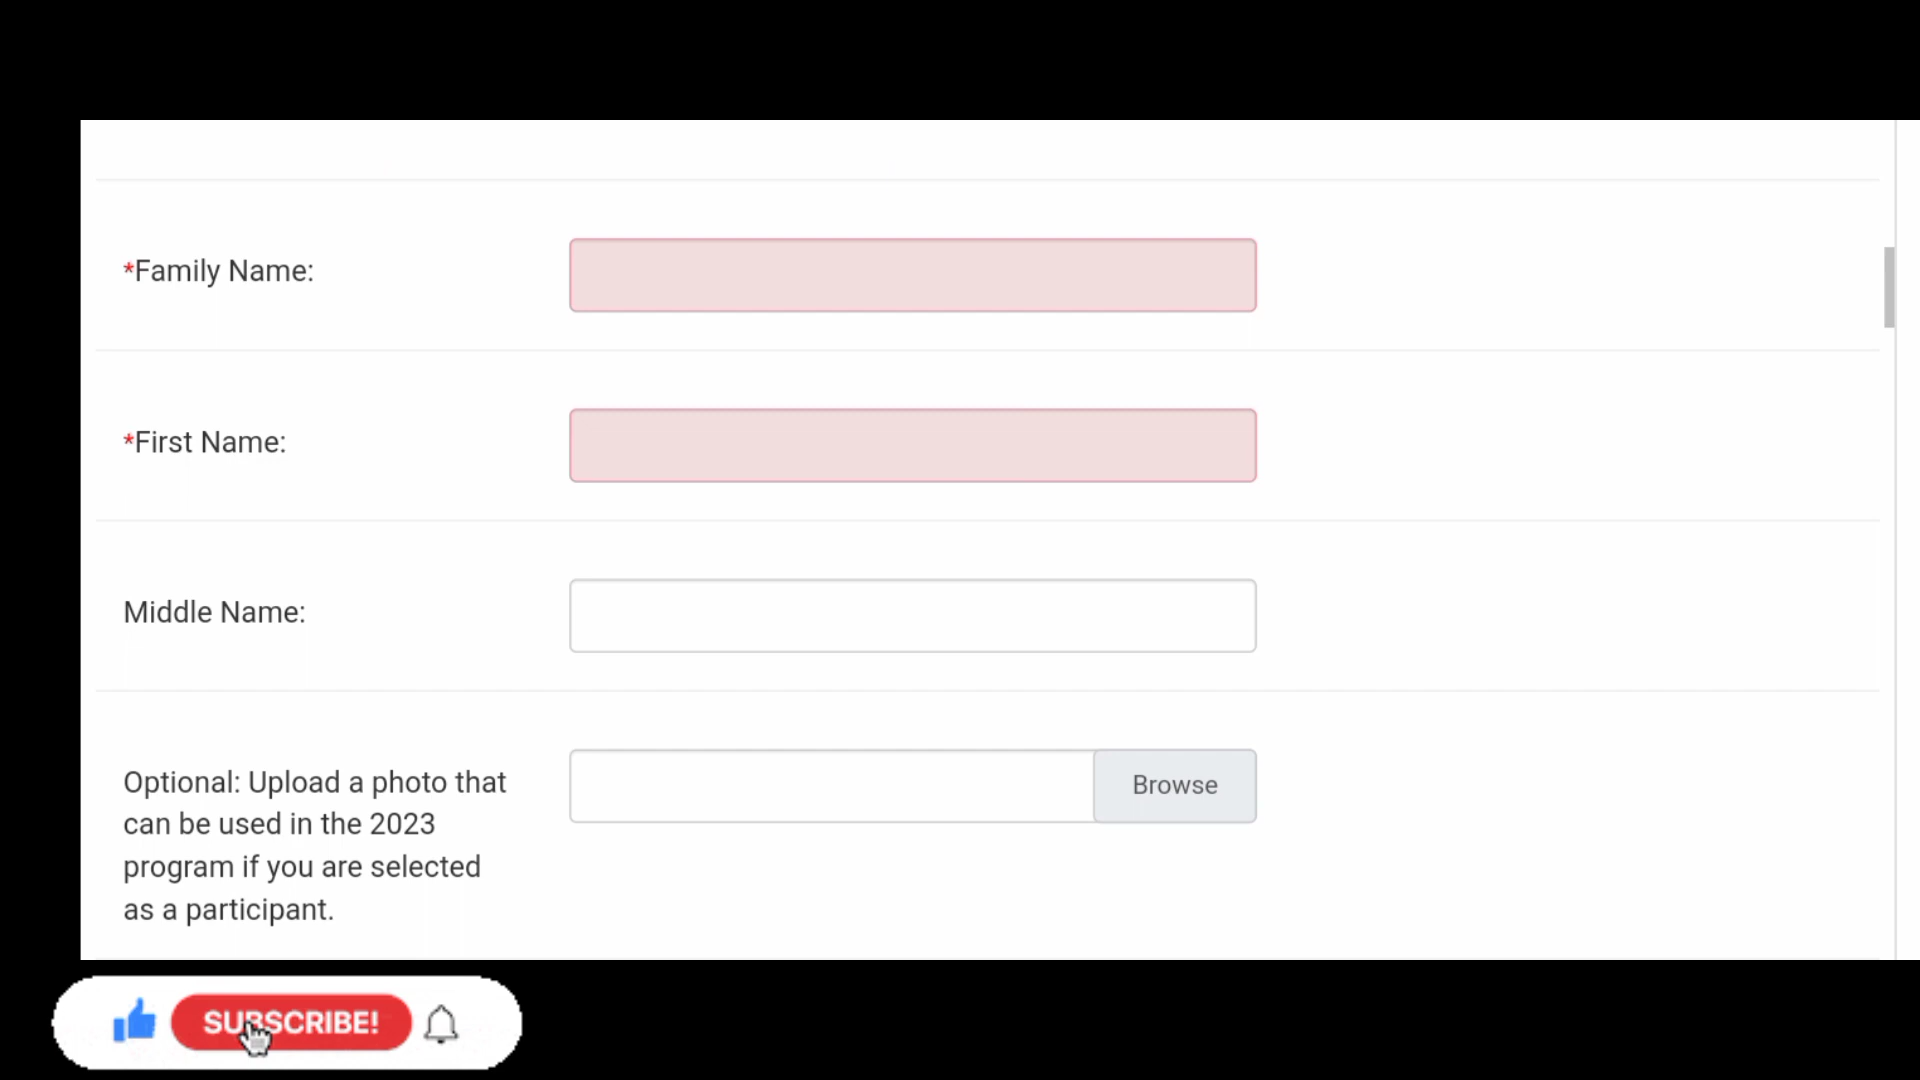 *Family Name:
*First Name:
Middle Name:
Optional: Upload a photo that
can be used in the 2023
program if you are selected
as a participant.
Browse
SUBSCRIBE!